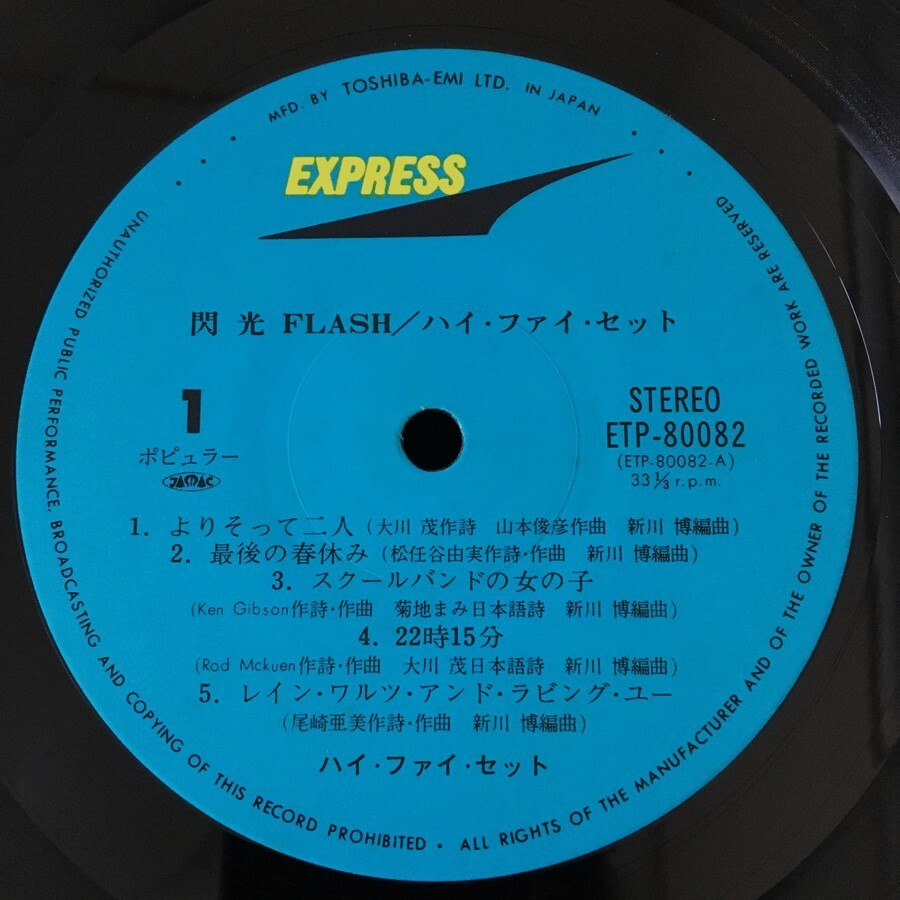 MFD. BY TOSHIBA-EMI LTD. IN JAPAN
EXPRESS
閃光 FLASH/ハイ・ファイ・セット
1
ポピュラー
JASRAC
STEREO
ETP-80082
(ETP-80082-A)
33 1/3 r.p.m.
1. よりそって二人 (大川 茂作詩 山本俊彦作曲 新川 博編曲)
2. 最後の春休み (松任谷由実作詩・作曲 新川 博編曲)
3. スクールバンドの女の子
(Ken Gibson作詩・作曲 菊地まみ日本語詩 新川 博編曲)
4. 22時15分
(Rod Mckuen作詩・作曲 大川 茂日本語詩 新川 博編曲)
5. レイン・ワルツ・アンド・ラビング・ユー
(尾崎亜美作詩・作曲 新川 博編曲)
ハイ・ファイ・セット
UNAUTHORIZED PUBLIC PERFORMANCE, BROADCASTING AND COPYING OF THIS RECORD PROHIBITED • ALL RIGHTS OF THE MANUFACTURER AND OF THE OWNER OF THE RECORDED WORK ARE RESERVED